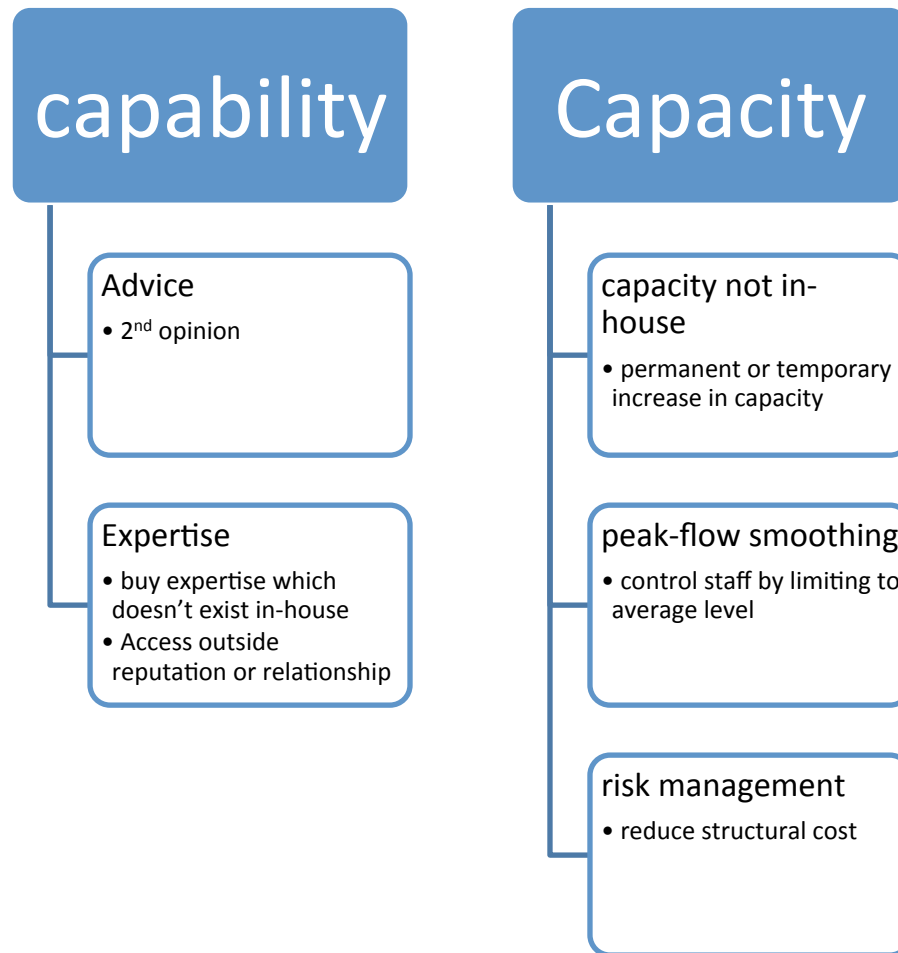 capability
Advice
• 2nd opinion
Expertise
• buy expertise which
doesn't exist in-house
• Access outside
reputation or relationship
Capacity
capacity not in-
house
• permanent or temporary
increase in capacity
peak-flow smoothing
• control staff by limiting to
average level
risk management
• reduce structural cost